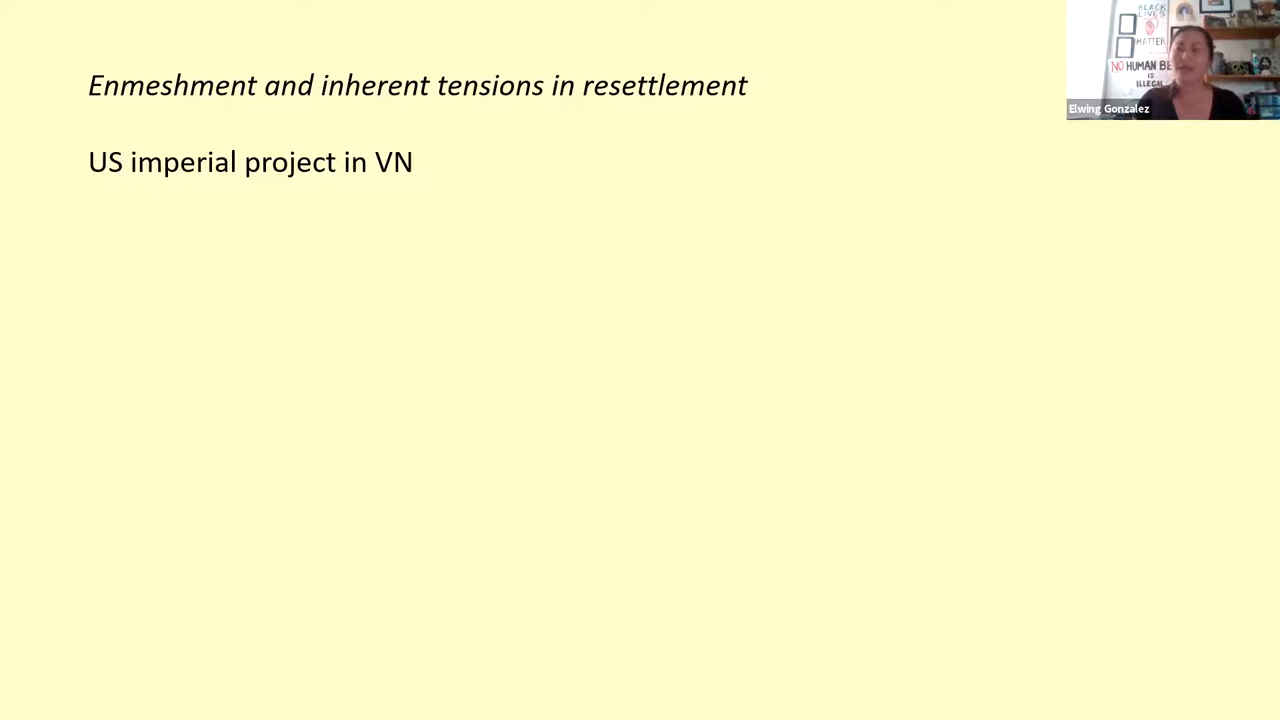 Enmeshment and inherent tensions in resettlement
US imperial project in VN
BLACK
LIVES
MATTER
NO HUMAN BE
IS
ILLEGAL
Elwing Gonzalez